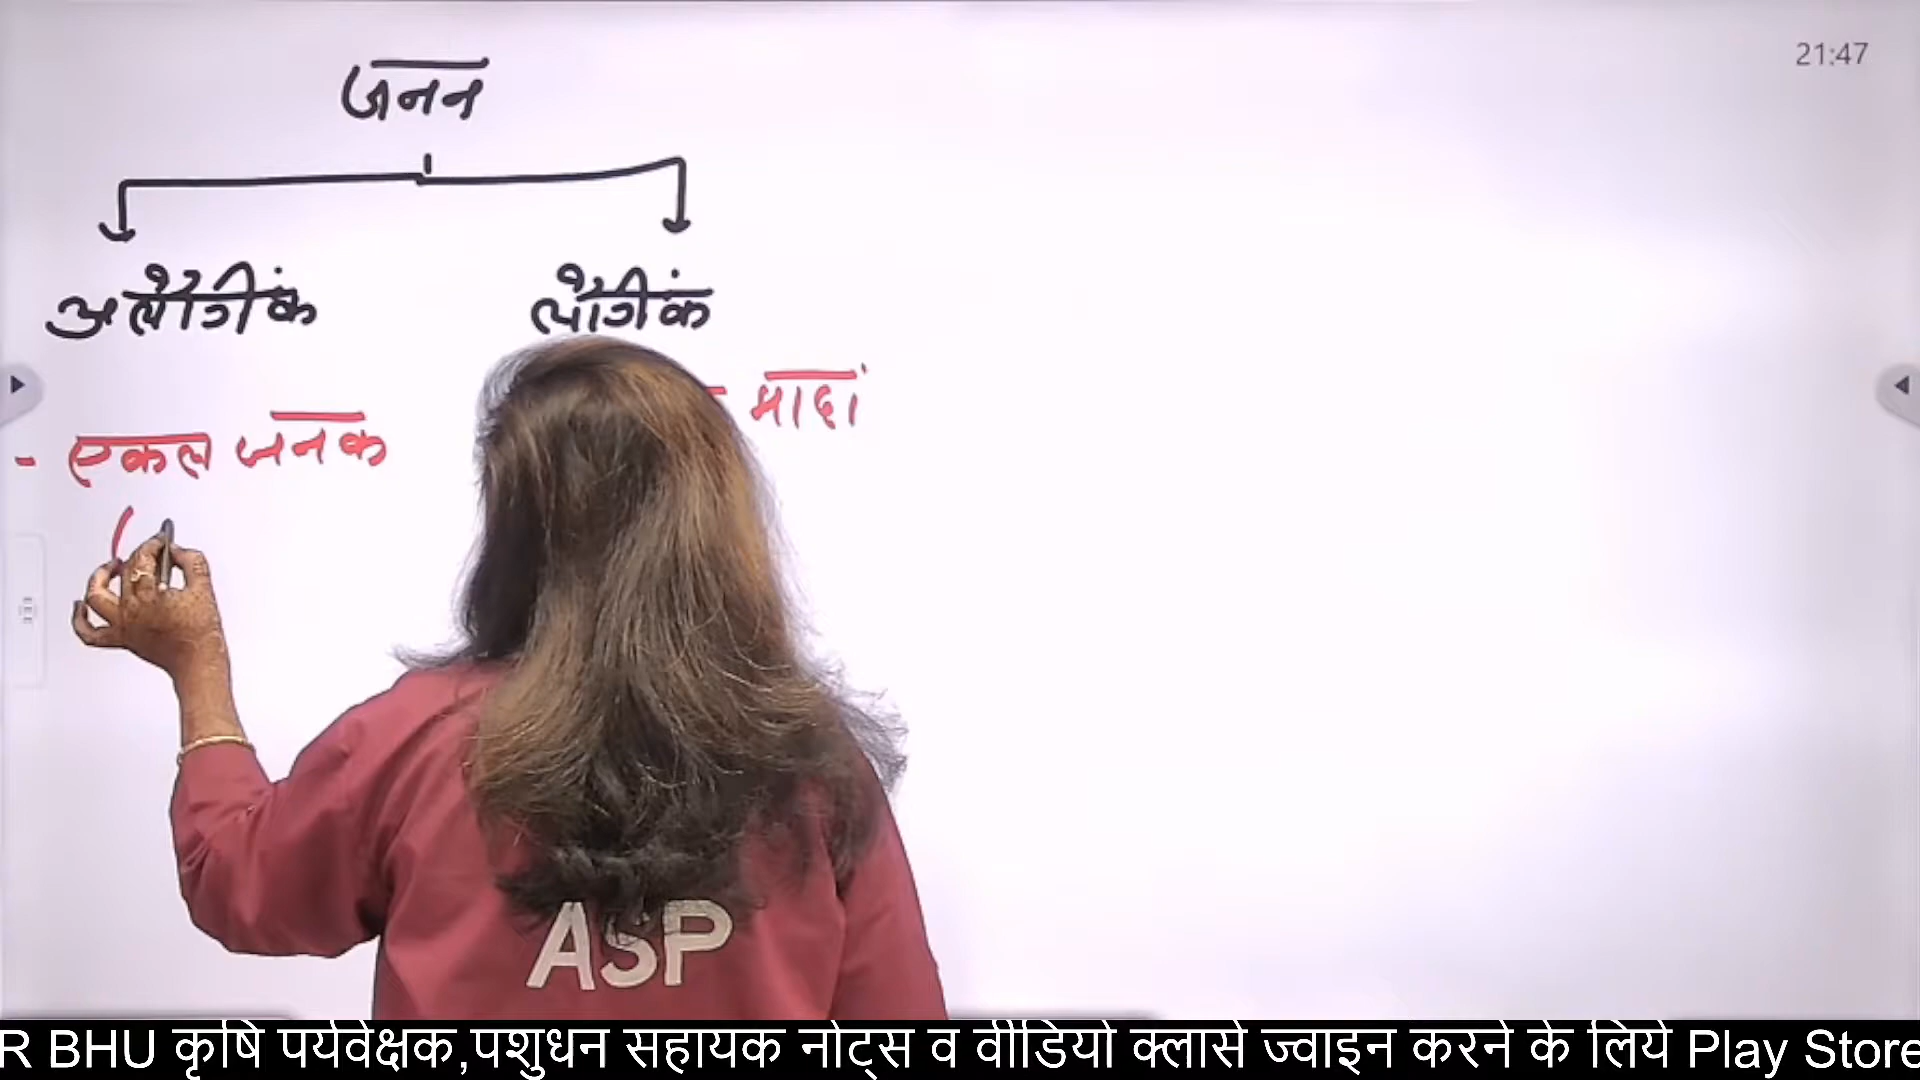 21:47
जनन
अलैंगीक लैंगीक
मादा
- एकल जनक
(
ASP
R BHU कृषि पर्यवेक्षक,पशुधन सहायक नोट्स व वीडियो क्लासे ज्वाइन करने के लिये Play Store